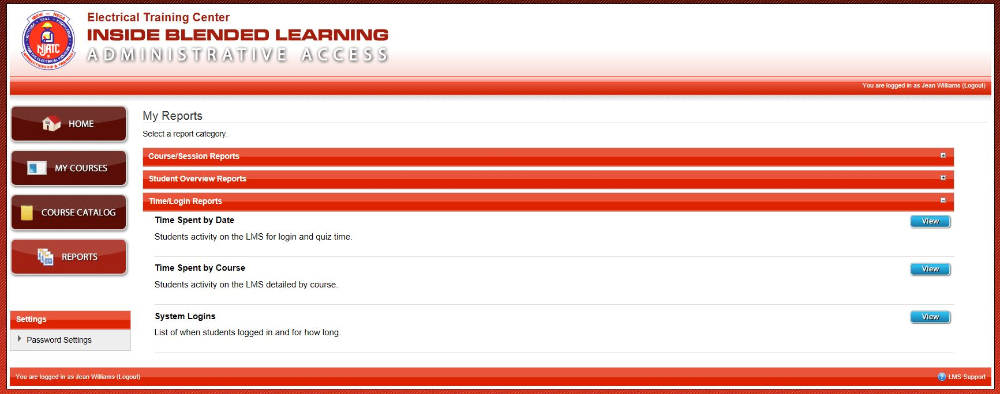 IBEW – NECA
ATTITUDE • SKILL • KNOWLEDGE
NJATC
FOR THE ELECTRICAL INDUSTRY
APPRENTICESHIP & TRAINING
Electrical Training Center
INSIDE BLENDED LEARNING
ADMINISTRATIVE ACCESS
You are logged in as Jean Williams (Logout)
HOME
MY COURSES
COURSE CATALOG
REPORTS
Settings
Password Settings
My Reports
Select a report category.
Course/Session Reports
Student Overview Reports
Time/Login Reports
Time Spent by Date
View
Students activity on the LMS for login and quiz time.
Time Spent by Course
View
Students activity on the LMS detailed by course.
System Logins
View
List of when students logged in and for how long.
You are logged in as Jean Williams (Logout)
LMS Support